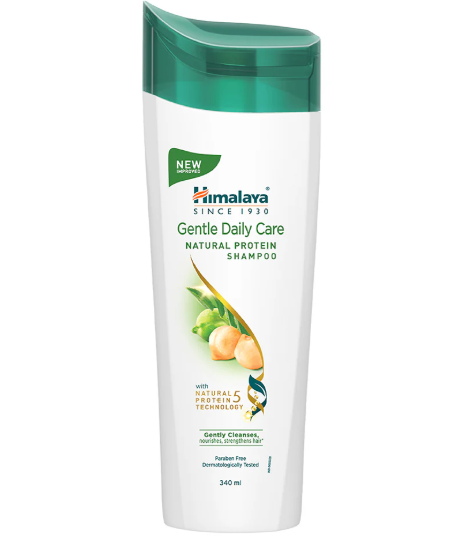 NEW
IMPROVED
Himalaya®
SINCE 1930
Gentle Daily Care
NATURAL PROTEIN
SHAMPOO
with
NATURAL
PROTEIN 5
TECHNOLOGY
Gently Cleanses,
nourishes, strengthens hair*
Paraben Free
Dermatologically Tested
340 ml